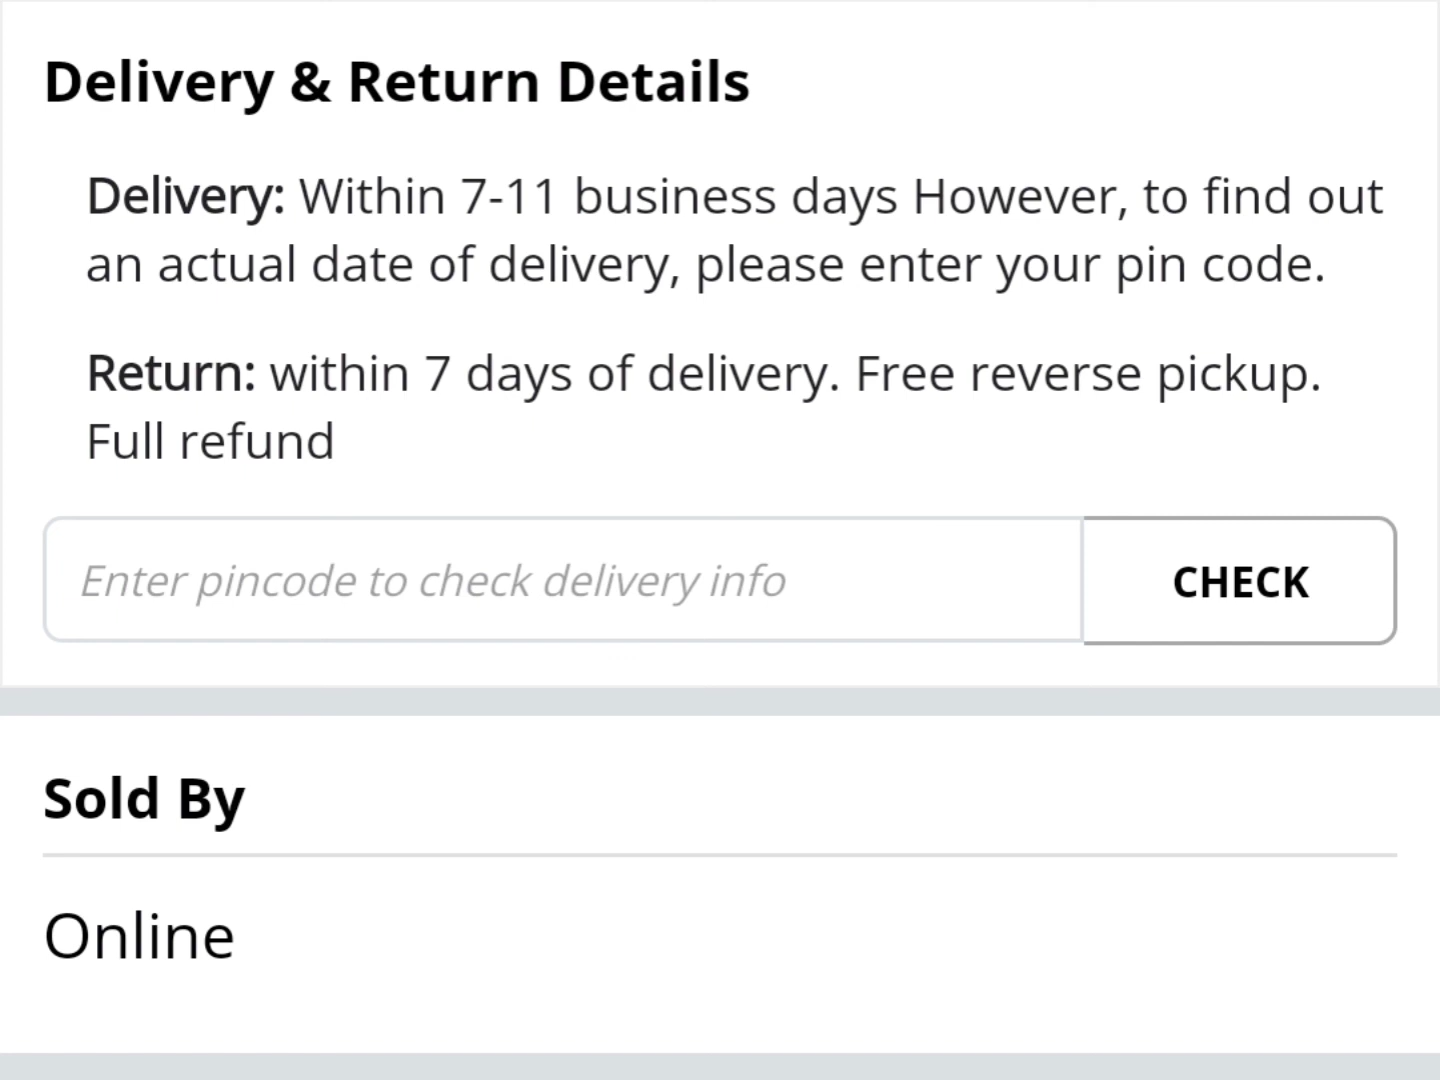 Delivery & Return Details
Delivery: Within 7-11 business days However, to find out
an actual date of delivery, please enter your pin code.
Return: within 7 days of delivery. Free reverse pickup.
Full refund
Enter pincode to check delivery info CHECK
Sold By
Online